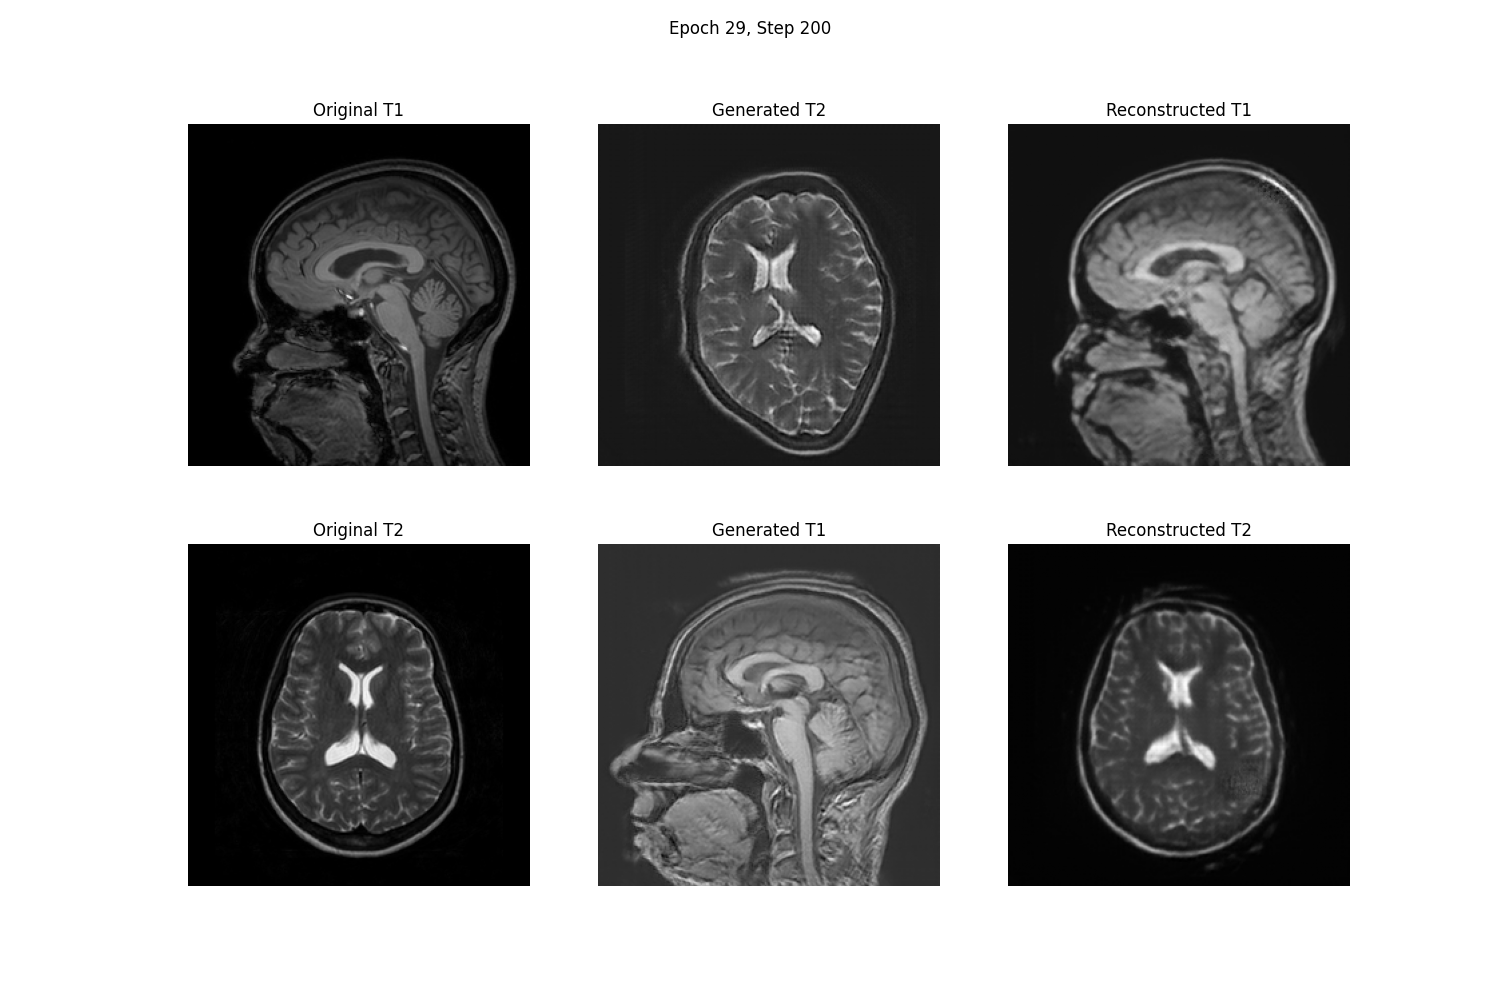 Epoch 29, Step 200
Original T1
Generated T2
Reconstructed T1
Original T2
Generated T1
Reconstructed T2